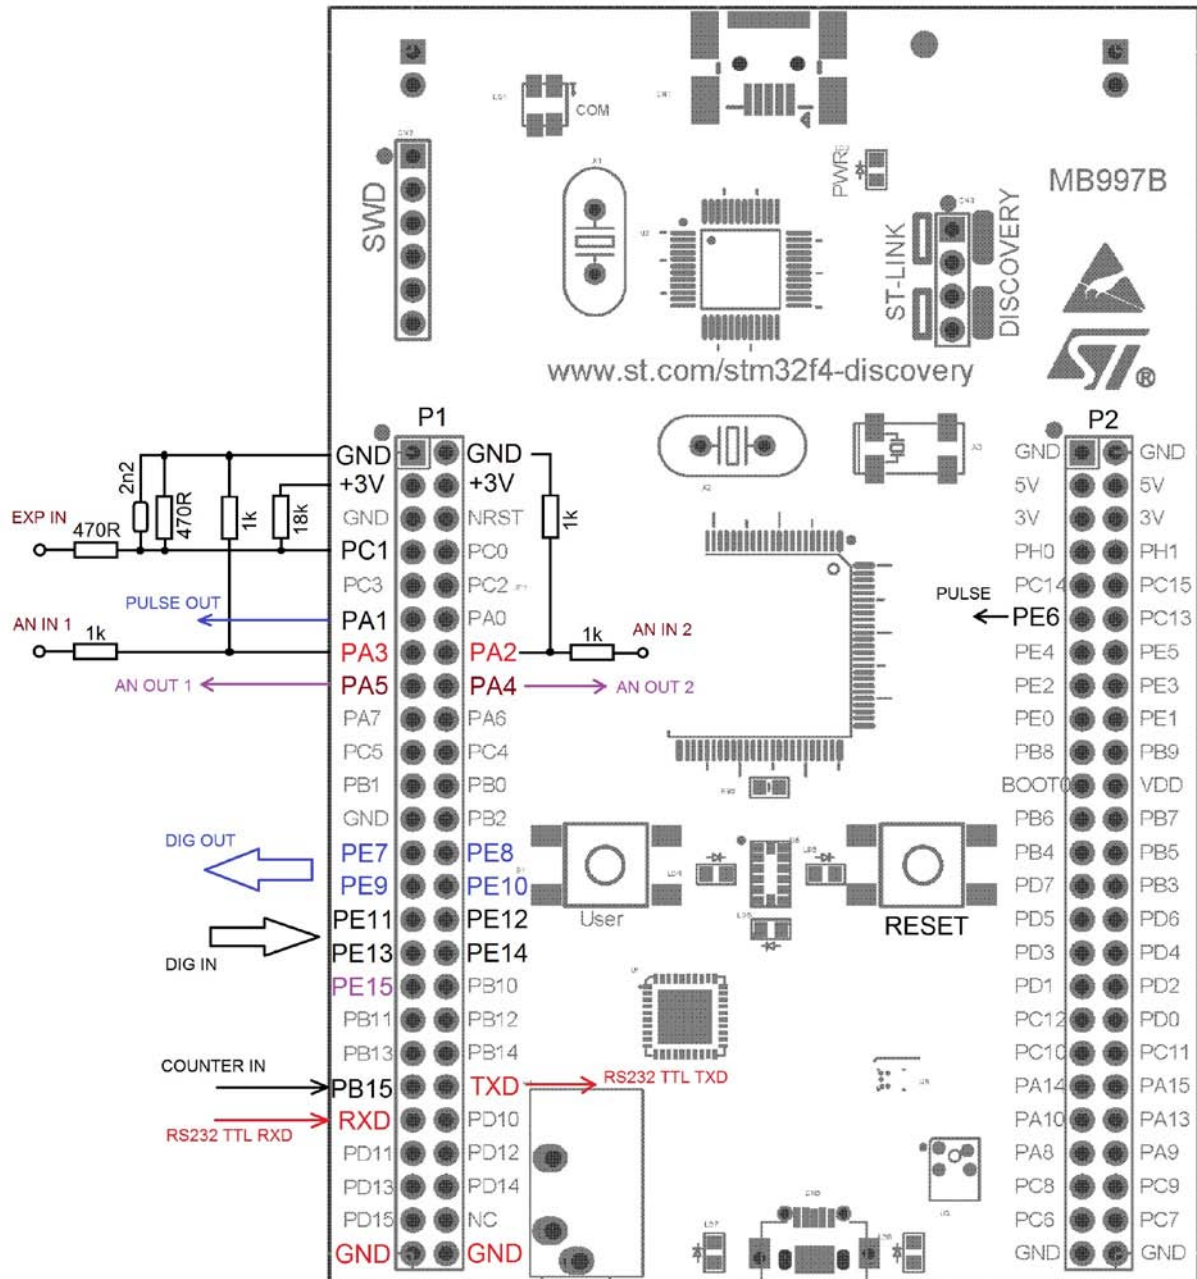 COM
SWD
PWR
MB997B
ST-LINK
DISCOVERY
ST®
www.st.com/stm32f4-discovery
P1
P2
GND GND
+3V +3V
GND NRST
PC1 PC0
PC3 PC2
PA1 PA0
PA3 PA2
PA5 PA4
PA7 PA6
PC5 PC4
PB1 PB0
GND PB2
PE7 PE8
PE9 PE10
PE11 PE12
PE13 PE14
PE15 PB10
PB11 PB12
PB13 PB14
PB15 TXD
RXD PD10
PD11 PD12
PD13 PD14
PD15 NC
GND GND
2n2
470R
1k
18k
1k
EXP IN
470R
PULSE OUT
AN IN 1
1k
AN OUT 1
1k
AN IN 2
AN OUT 2
DIG OUT
DIG IN
COUNTER IN
RS232 TTL TXD
RS232 TTL RXD
User
RESET
PULSE
GND GND
5V 5V
3V 3V
PH0 PH1
PC14 PC15
PE6 PC13
PE4 PE5
PE2 PE3
PE0 PE1
PB8 PB9
BOOT0 VDD
PB6 PB7
PB4 PB5
PD7 PB3
PD5 PD6
PD3 PD4
PD1 PD2
PC12 PD0
PC10 PC11
PA14 PA15
PA10 PA13
PA8 PA9
PC8 PC9
PC6 PC7
GND GND